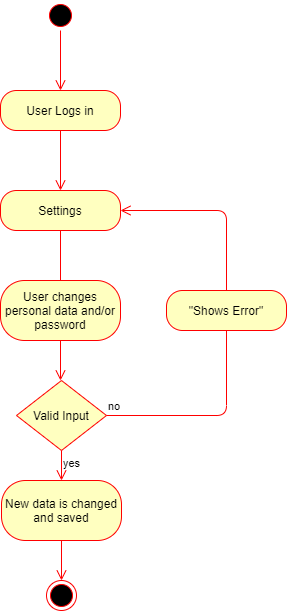 User Logs in
Settings
User changes
personal data and/or
password
"Shows Error"
Valid Input
no
yes
New data is changed
and saved